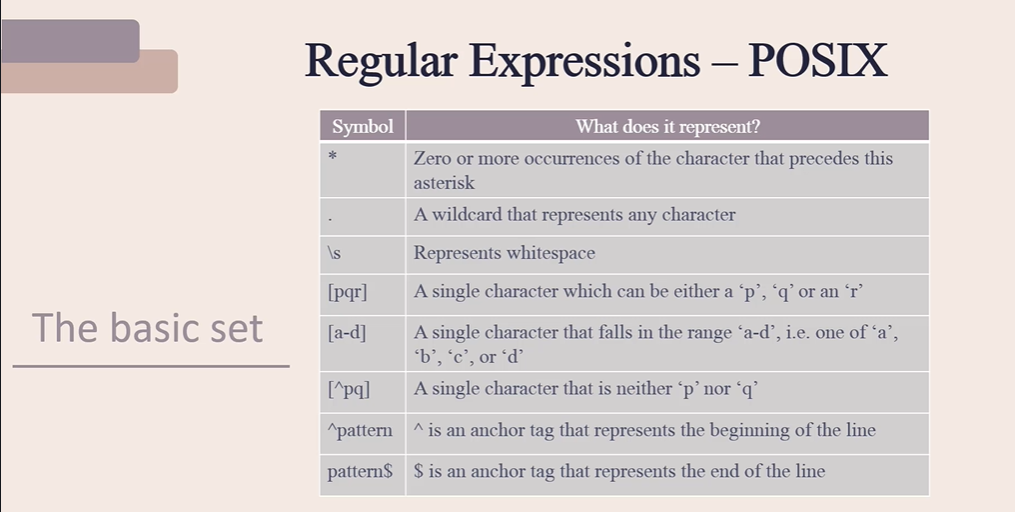 Regular Expressions – POSIX
The basic set
Symbol What does it represent?
* Zero or more occurrences of the character that precedes this
asterisk
. A wildcard that represents any character
\s Represents whitespace
[pqr] A single character which can be either a ‘p’, ‘q’ or an ‘r’
[a-d] A single character that falls in the range ‘a-d’, i.e. one of ‘a’,
‘b’, ‘c’, or ‘d’
[^pq] A single character that is neither ‘p’ nor ‘q’
^pattern ^ is an anchor tag that represents the beginning of the line
pattern$ $ is an anchor tag that represents the end of the line